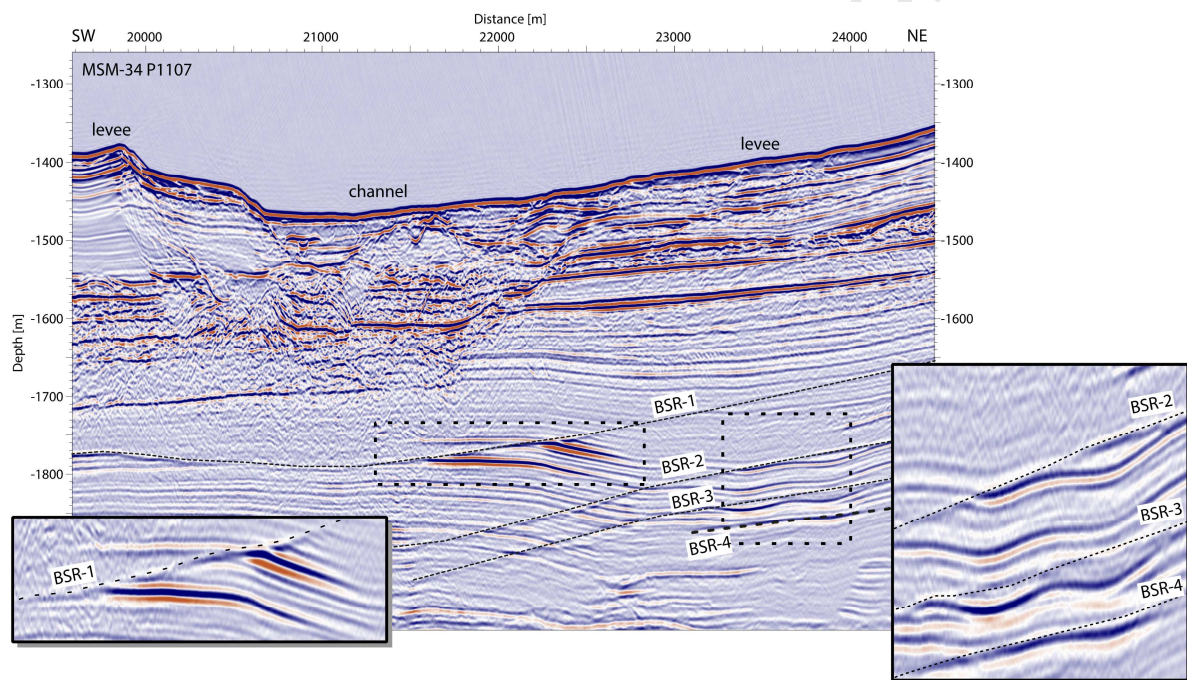 Distance [m]
SW 20000 21000 22000 23000 24000 NE
MSM-34 P1107
-1300 -1300
levee
levee
-1400 -1400
channel
-1500 -1500
Depth [m]
-1600 -1600
-1700
BSR-1
BSR-2
-1800
BSR-3
BSR-4
BSR-1
BSR-2
BSR-3
BSR-4